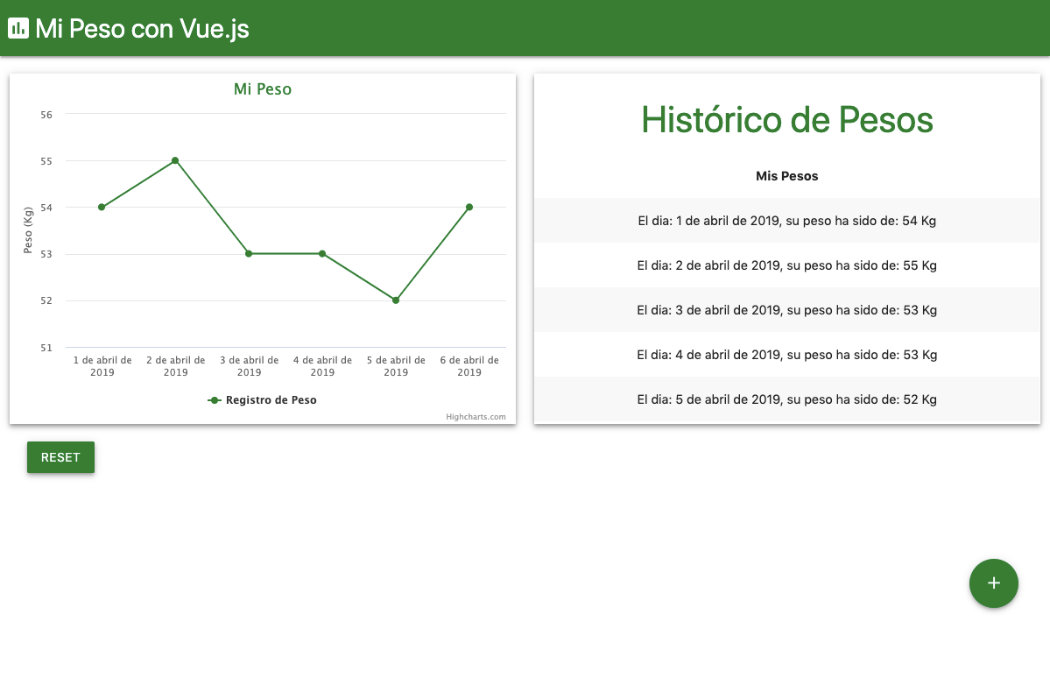 Mi Peso con Vue.js
Mi Peso
56
55
54
53
52
51
Peso (Kg)
1 de abril de
2019
2 de abril de
2019
3 de abril de
2019
4 de abril de
2019
5 de abril de
2019
6 de abril de
2019
Registro de Peso
Highcharts.com
Histórico de Pesos
Mis Pesos
El dia: 1 de abril de 2019, su peso ha sido de: 54 Kg
El dia: 2 de abril de 2019, su peso ha sido de: 55 Kg
El dia: 3 de abril de 2019, su peso ha sido de: 53 Kg
El dia: 4 de abril de 2019, su peso ha sido de: 53 Kg
El dia: 5 de abril de 2019, su peso ha sido de: 52 Kg
RESET
+